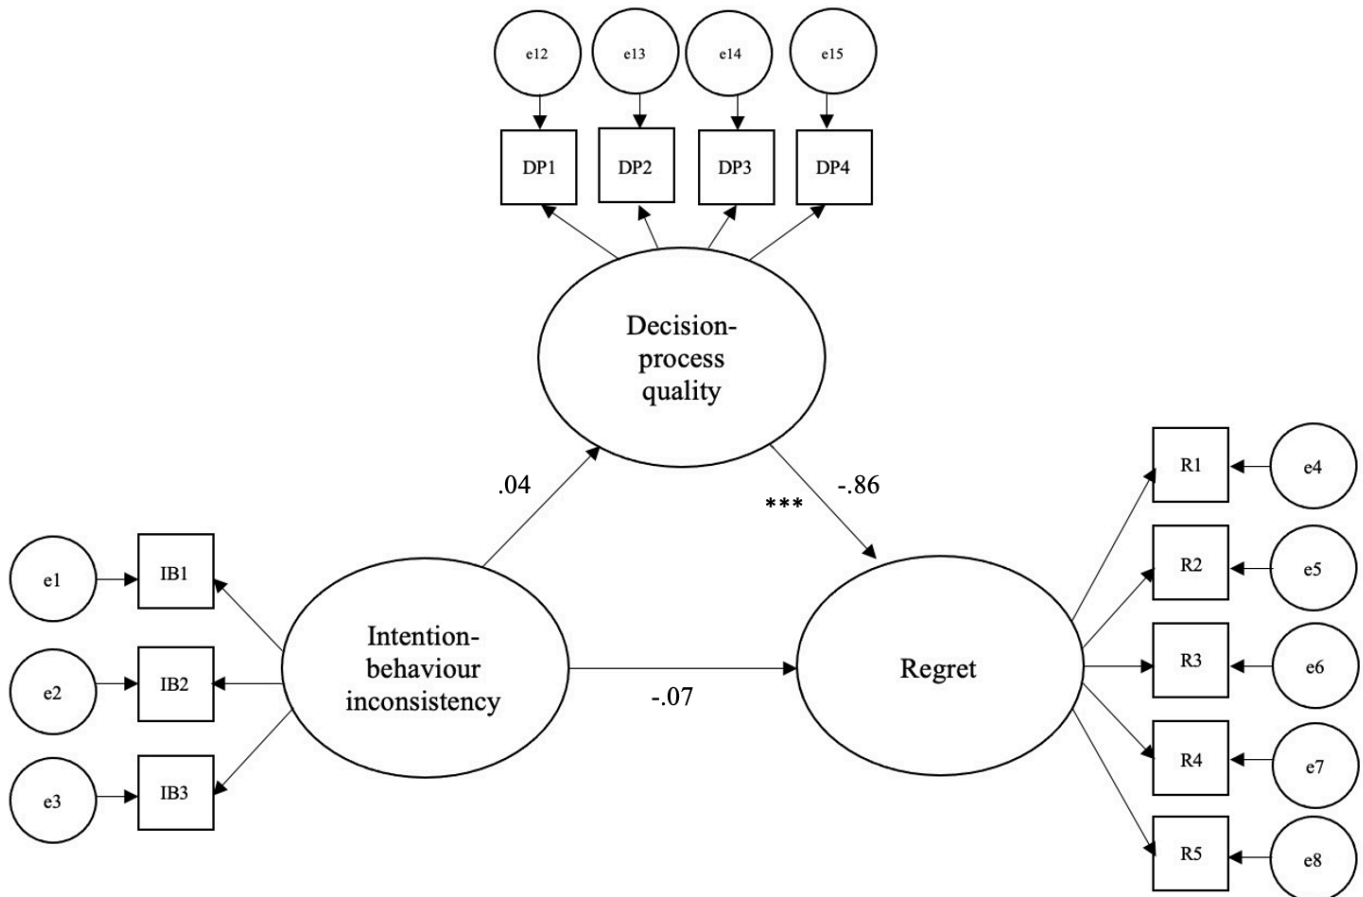 e12 e13 e14 e15
DP1 DP2 DP3 DP4
Decision-
process
quality
.04
-.86
***
R1 e4
R2 e5
e1 IB1
Intention-
behaviour
inconsistency
-.07
Regret
e2 IB2
R3 e6
R4 e7
e3 IB3
R5 e8